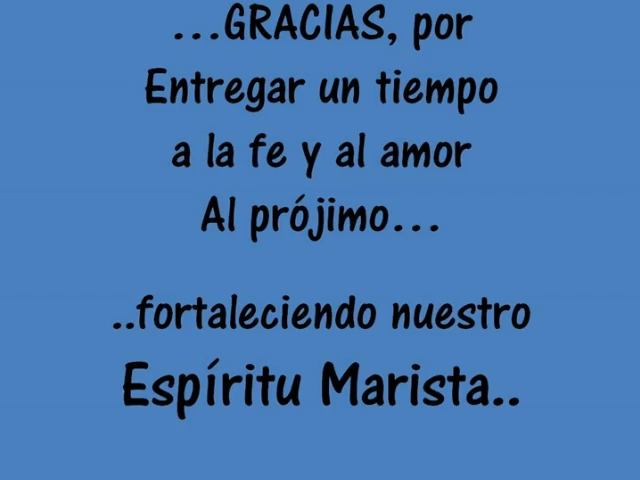 ...GRACIAS, por
Entregar un tiempo
a la fe y al amor
Al prójimo...
..fortaleciendo nuestro
Espíritu Marista..